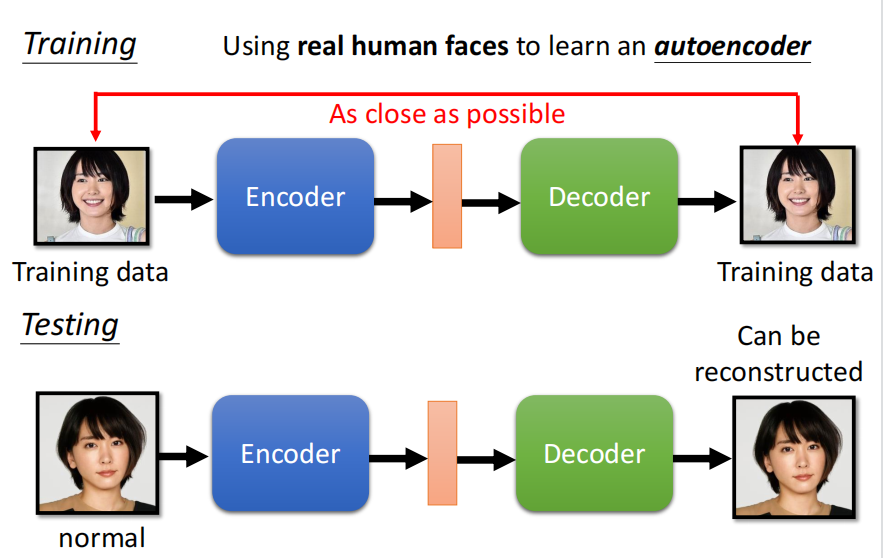 Training
Using real human faces to learn an autoencoder
As close as possible
Encoder
Decoder
Training data
Training data
Testing
Can be
reconstructed
Encoder
Decoder
normal